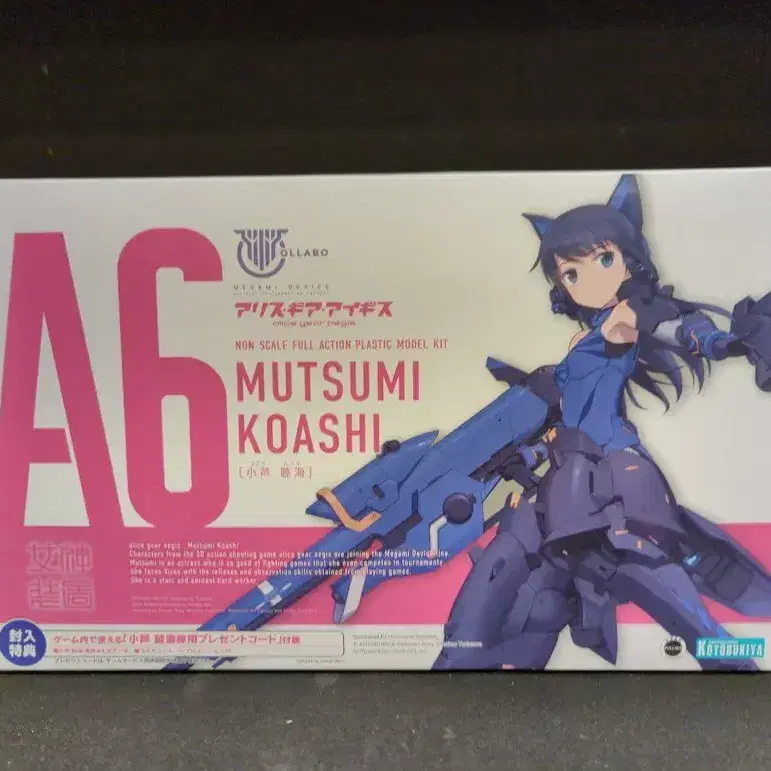 A6
OLLABO
MEGAMI DEVICE
アリス・ギア・アイギス
alice gear aegis
NON SCALE FULL ACTION PLASTIC MODEL KIT
MUTSUMI
KOASHI
[小芦 睦海]
alice gear aegis _ Mutsumi Koashi
Characters from the 3D action shooting game alice gear aegis are joining the Megami Device line.
Mutsumi is an actress who is so good at fighting games that she even competes in tournaments.
She faces Vices with the reflexes and observation skills obtained from playing games.
She is a stoic and earnest hard worker.
封入
特典
ゲーム内で使える「小芦 睦海専用プレゼントコード」付属
KOTOBUKIYA